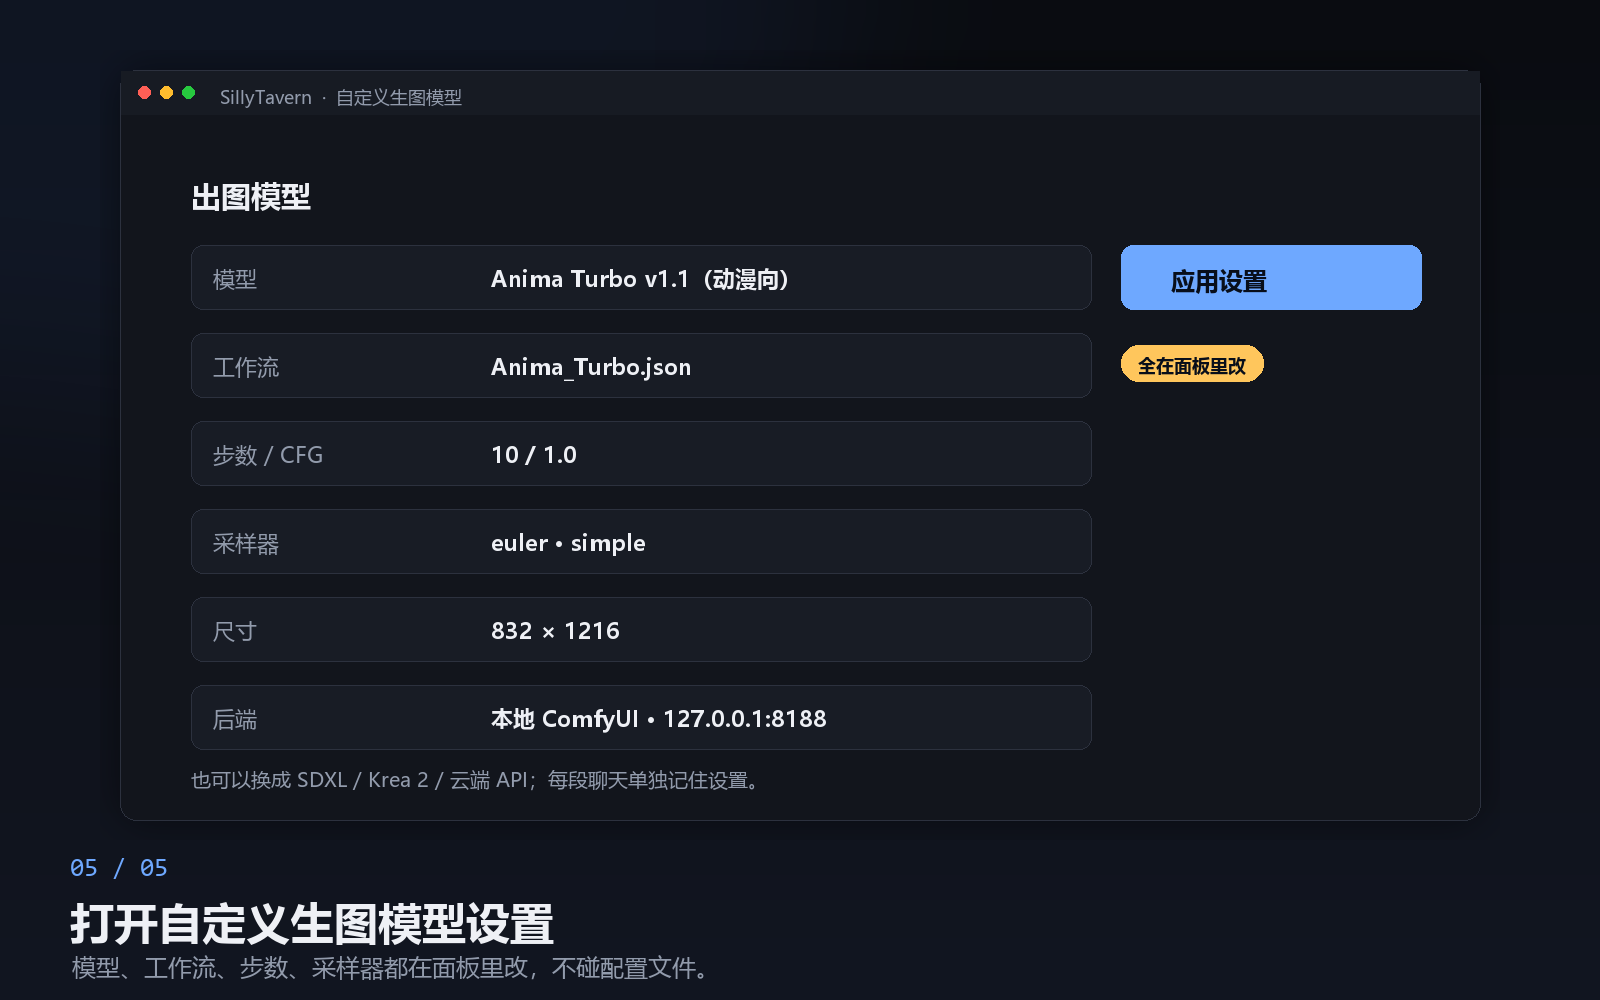 SillyTavern · 自定义生图模型
出图模型
模型 Anima Turbo v1.1（动漫向） 应用设置
工作流 Anima_Turbo.json 全在面板里改
步数 / CFG 10 / 1.0
采样器 euler • simple
尺寸 832 × 1216
后端 本地 ComfyUI • 127.0.0.1:8188
也可以换成 SDXL / Krea 2 / 云端 API；每段聊天单独记住设置。
05 / 05
打开自定义生图模型设置
模型、工作流、步数、采样器都在面板里改，不碰配置文件。